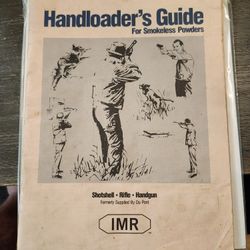 Handloader's Guide
For Smokeless Powders
Shotshell • Rifle • Handgun
Formerly Supplied By Du Pont
IMR